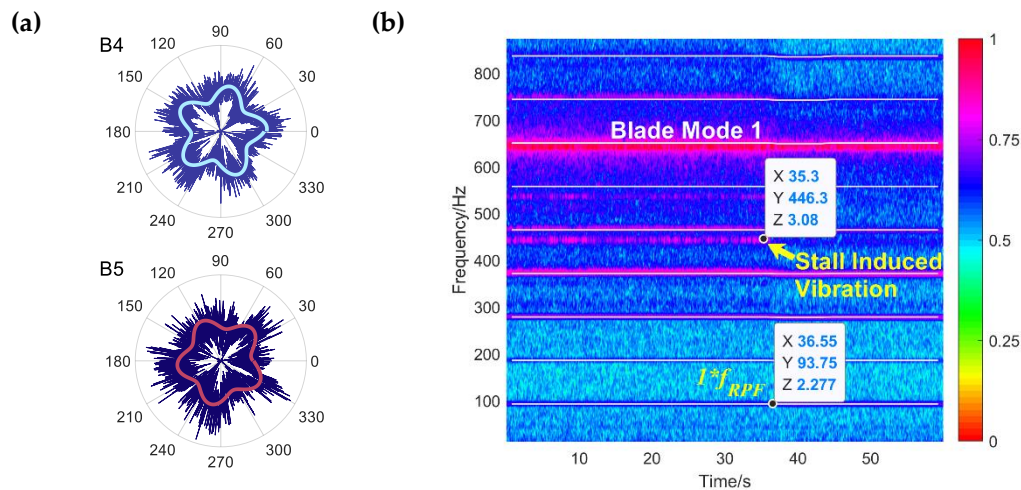 (a)
B4
90
120
60
150
30
180
0
210
330
240
300
270
B5
90
120
60
150
30
180
0
210
330
240
300
270
(b)
Frequency/Hz
800
700
600
500
400
300
200
100
Blade Mode 1
X 35.3
Y 446.3
Z 3.08
Stall Induced
Vibration
X 36.55
Y 93.75
Z 2.277
1*f_RPF
10
20
30
40
50
Time/s
1
0.75
0.5
0.25
0